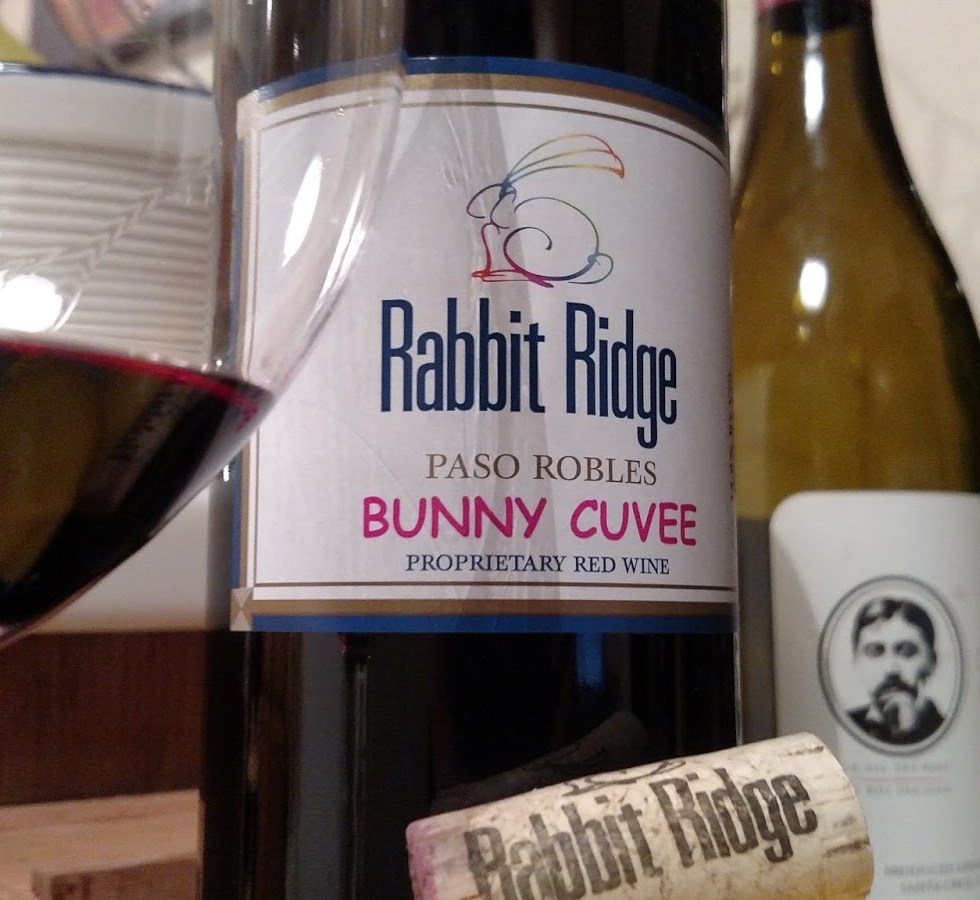 Rabbit Ridge
PASO ROBLES
BUNNY CUVEE
PROPRIETARY RED WINE
Rabbit Ridge